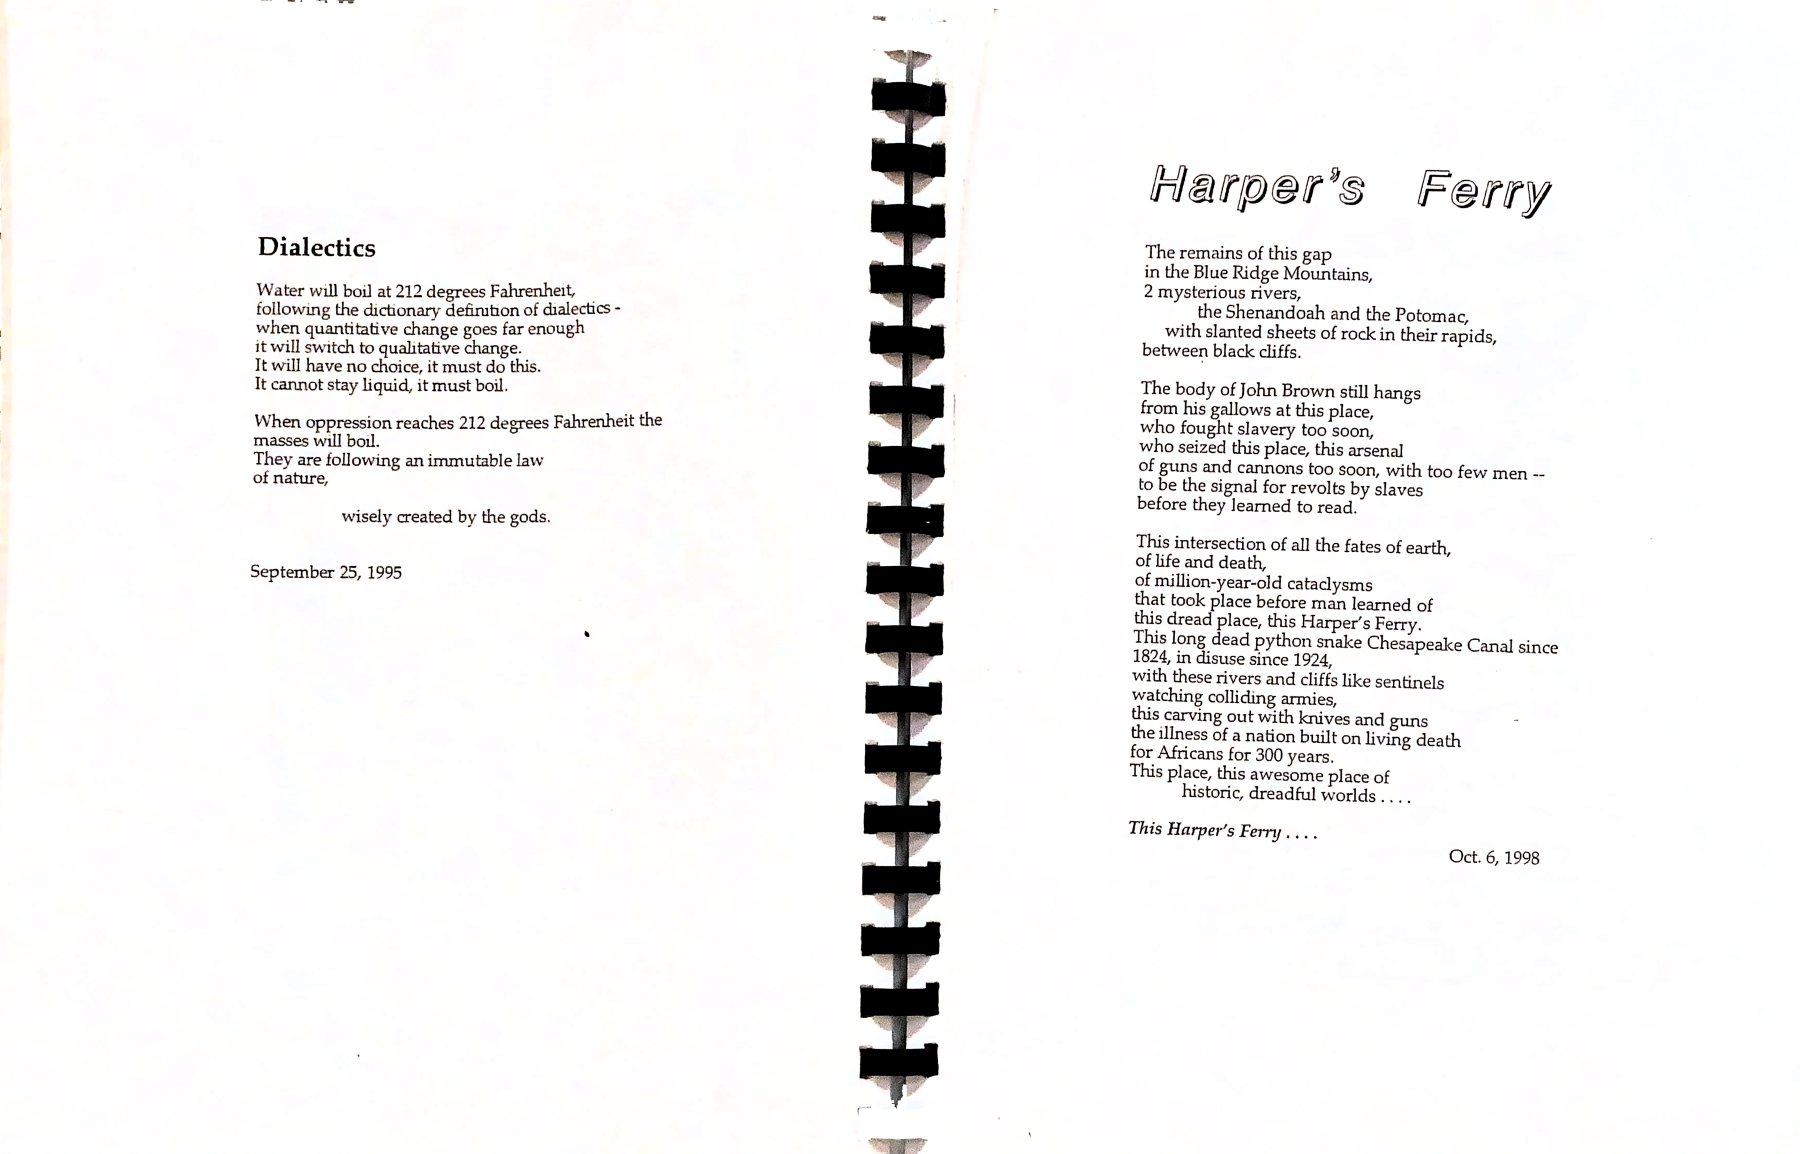 Dialectics
Water will boil at 212 degrees Fahrenheit,
following the dictionary definition of dialectics -
when quantitative change goes far enough
it will switch to qualitative change.
It will have no choice, it must do this.
It cannot stay liquid, it must boil.
When oppression reaches 212 degrees Fahrenheit the
masses will boil.
They are following an immutable law
of nature,
wisely created by the gods.
September 25, 1995
Harper's Ferry
The remains of this gap
in the Blue Ridge Mountains,
2 mysterious rivers,
the Shenandoah and the Potomac,
with slanted sheets of rock in their rapids,
between black cliffs.
The body of John Brown still hangs
from his gallows at this place,
who fought slavery too soon,
who seized this place, this arsenal
of guns and cannons too soon, with too few men --
to be the signal for revolts by slaves
before they learned to read.
This intersection of all the fates of earth,
of life and death,
of million-year-old cataclysms
that took place before man learned of
this dread place, this Harper's Ferry.
This long dead python snake Chesapeake Canal since
1824, in disuse since 1924,
with these rivers and cliffs like sentinels
watching colliding armies,
this carving out with knives and guns
the illness of a nation built on living death
for Africans for 300 years.
This place, this awesome place of
historic, dreadful worlds . . . .
This Harper's Ferry . . . .
Oct. 6, 1998